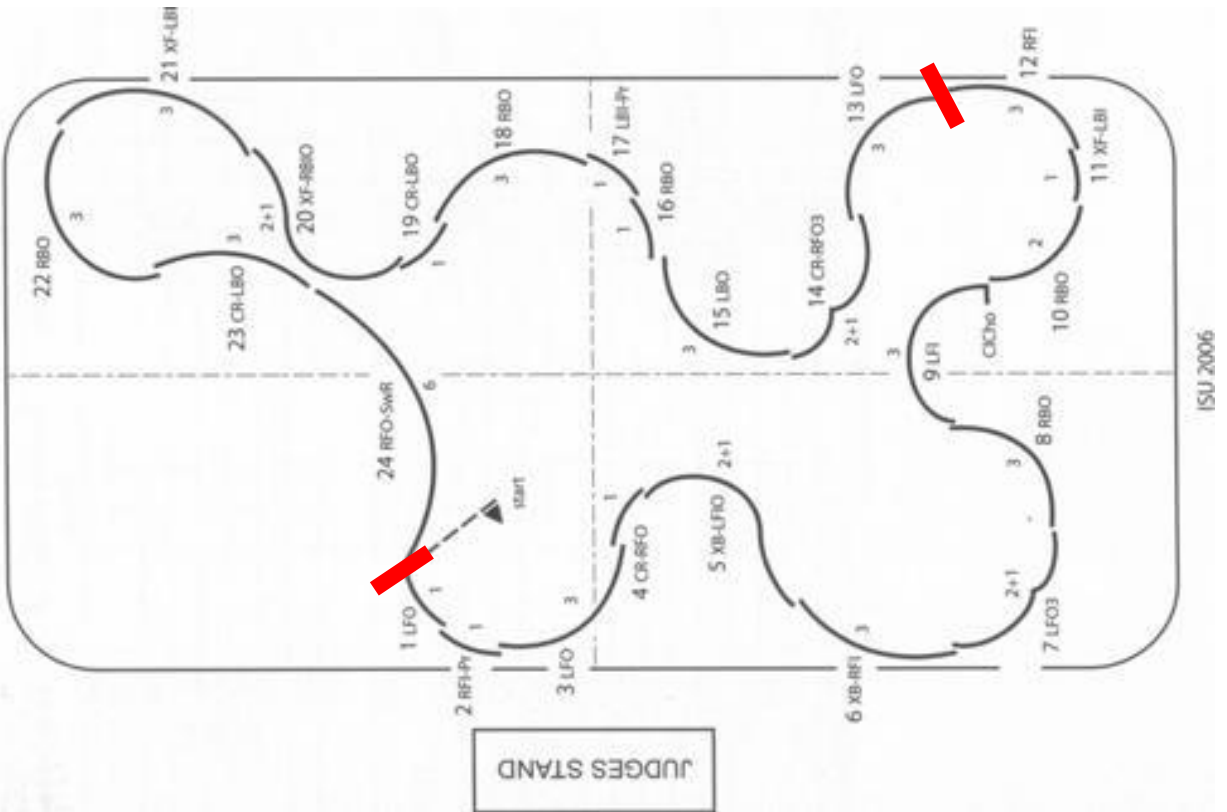 start
1 LFO
1
2 RFI-Pr
1
3 LFO
3
4 CR-RFO
1
5 XB-LFIO
2+1
6 XB-RFI
3
7 LFO3
2+1
8 RBO
3
9 LFI
3
ClCho
10 RBO
2
11 XF-LBI
1
12 RFI
3
13 LFO
3
14 CR-RFO3
2+1
15 LBO
3
16 RBO
1
17 LBI-Pr
1
18 RBO
3
19 CR-LBO
1
20 XF-RBIO
2+1
21 XF-LBI
3
22 RBO
3
23 CR-LBO
3
24 RFO-SwR
6
JUDGES STAND
ISU 2006